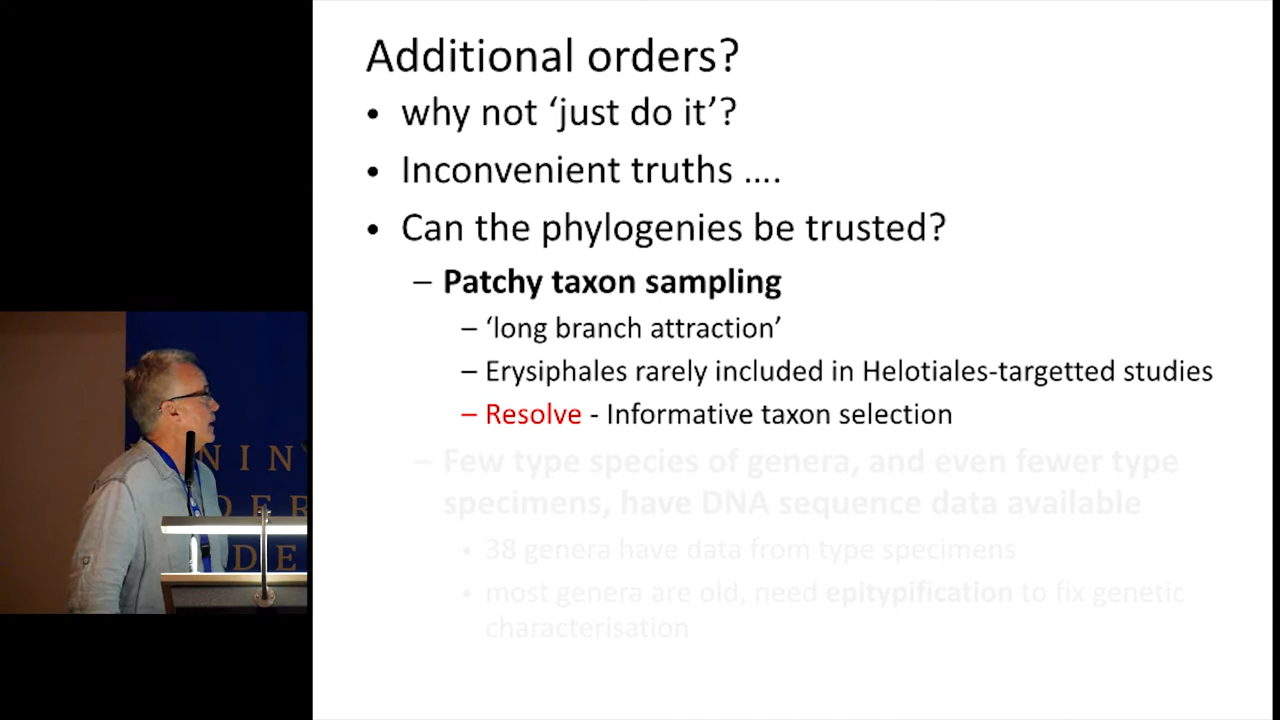 Additional orders?
• why not ‘just do it’?
• Inconvenient truths ....
• Can the phylogenies be trusted?
– Patchy taxon sampling
– ‘long branch attraction’
– Erysiphales rarely included in Helotiales-targetted studies
– Resolve - Informative taxon selection
– Few type species of genera, and even fewer type
specimens, have DNA sequence data available
• 38 genera have data from type specimens
• most genera are old, need epitypification to fix genetic
characterisation